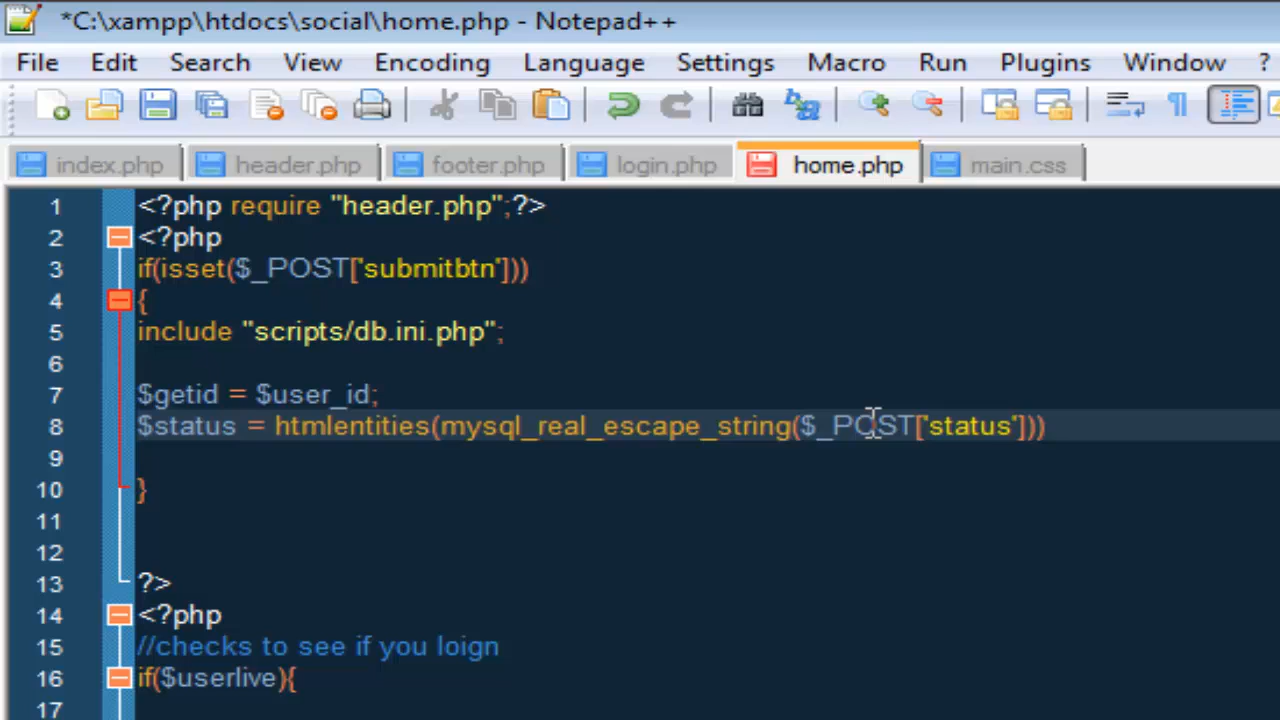 *C:\xampp\htdocs\social\home.php - Notepad++
File Edit Search View Encoding Language Settings Macro Run Plugins Window ?
index.php header.php footer.php login.php home.php main.css
1 <?php require "header.php";?>
2 <?php
3 if(isset($_POST['submitbtn']))
4 {
5 include "scripts/db.ini.php";
6
7 $getid = $user_id;
8 $status = htmlentities(mysql_real_escape_string($_POST['status']))
9
10 }
11
12
13 ?>
14 <?php
15 //checks to see if you loign
16 if($userlive){
17